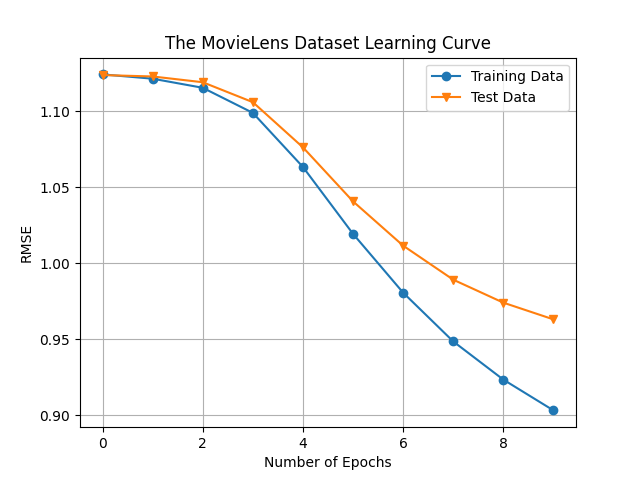 The MovieLens Dataset Learning Curve
Training Data
Test Data
1.10
1.05
1.00
0.95
0.90
RMSE
0 2 4 6 8
Number of Epochs